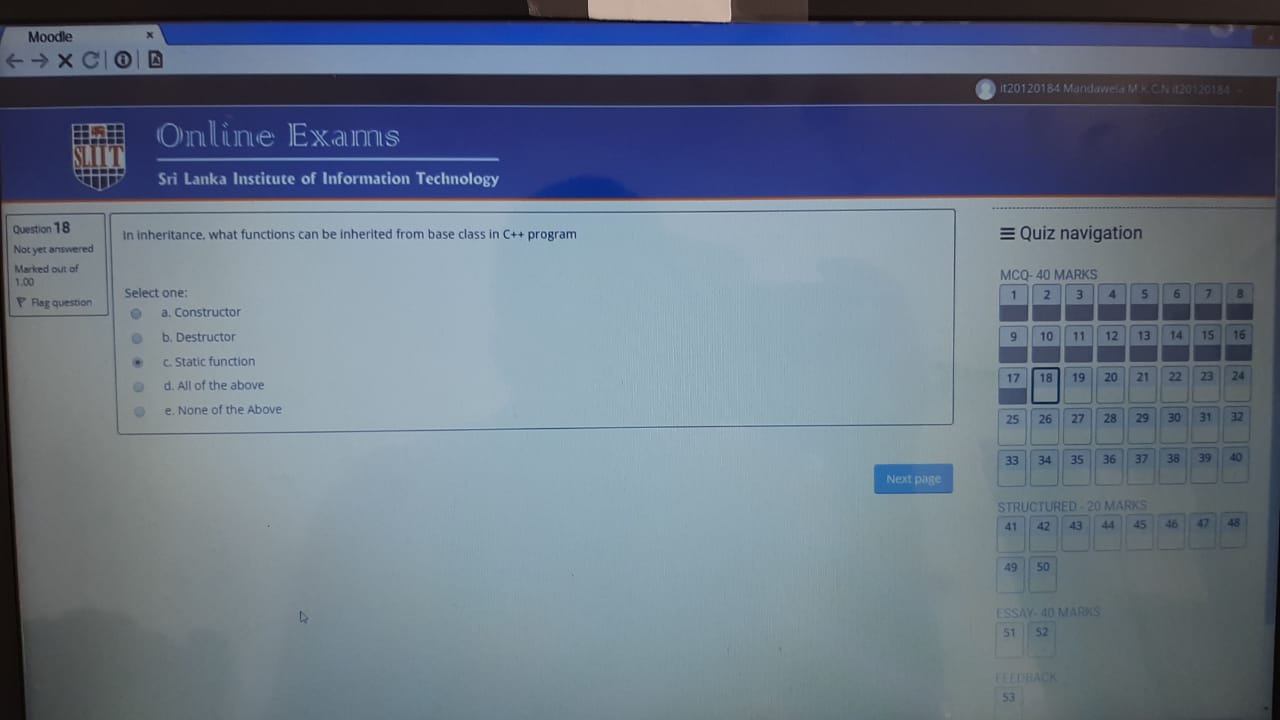 Moodle
it20120184 Mandawela M.K.C.N it20120184
SLIIT
Online Exams
Sri Lanka Institute of Information Technology
Question 18
Not yet answered
Marked out of
1.00
Flag question
In inheritance, what functions can be inherited from base class in C++ program
Select one:
a. Constructor
b. Destructor
c. Static function
d. All of the above
e. None of the Above
Next page
Quiz navigation
MCQ- 40 MARKS
1 2 3 4 5 6 7 8
9 10 11 12 13 14 15 16
17 18 19 20 21 22 23 24
25 26 27 28 29 30 31 32
33 34 35 36 37 38 39 40
STRUCTURED - 20 MARKS
41 42 43 44 45 46 47 48
49 50
ESSAY- 40 MARKS
51 52
FEEDBACK
53